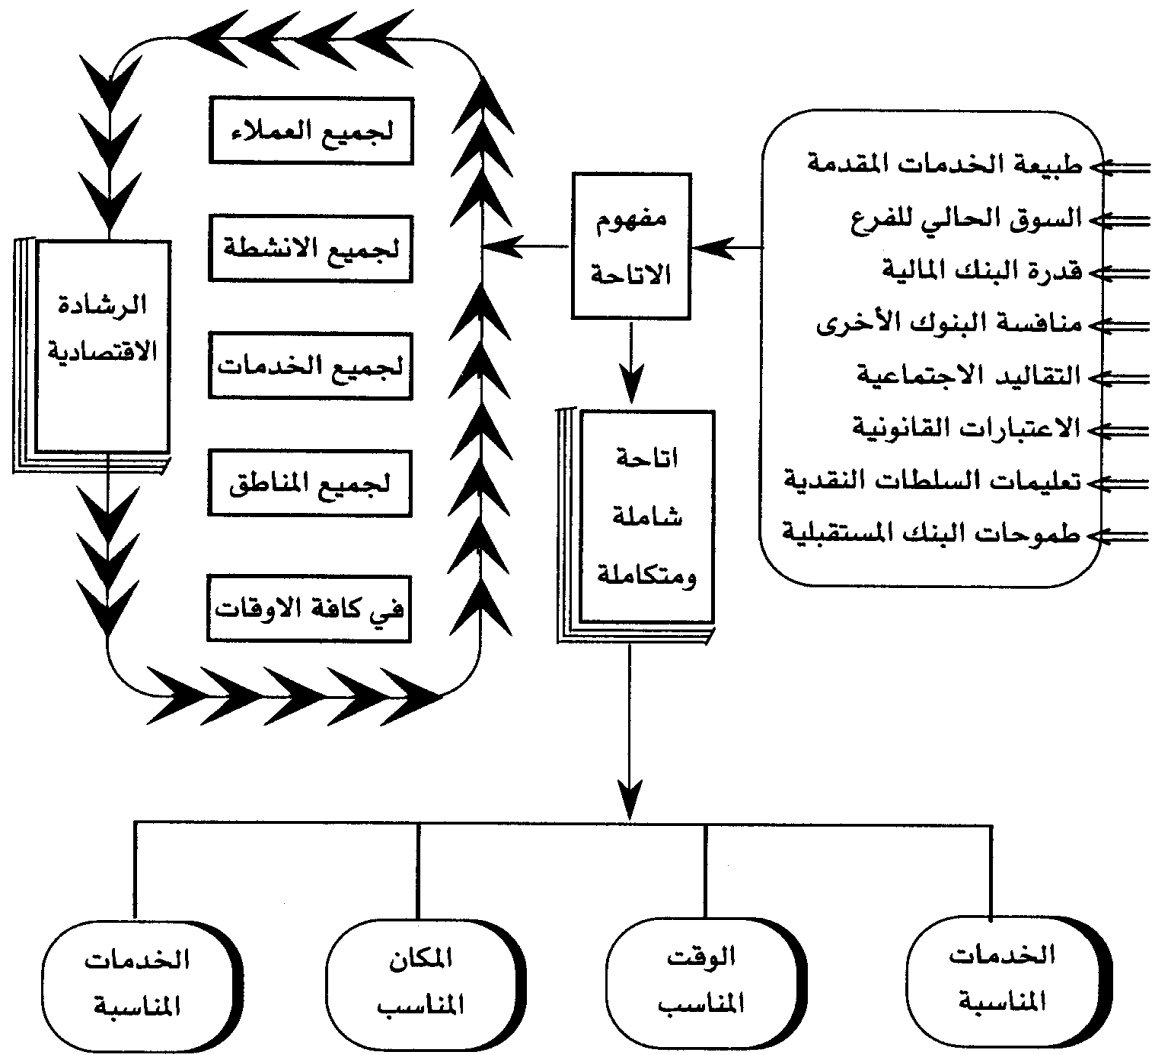 طبيعة الخدمات المقدمة
السوق الحالي للفرع
قدرة البنك المالية
منافسة البنوك الأخرى
التقاليد الاجتماعية
الاعتبارات القانونية
تعليمات السلطات النقدية
طموحات البنك المستقبلية
مفهوم
الاتاحة
اتاحة
شاملة
ومتكاملة
لجميع العملاء
لجميع الانشطة
لجميع الخدمات
لجميع المناطق
في كافة الاوقات
الرشادة
الاقتصادية
الخدمات
المناسبة
الوقت
المناسب
المكان
المناسب
الخدمات
المناسبة